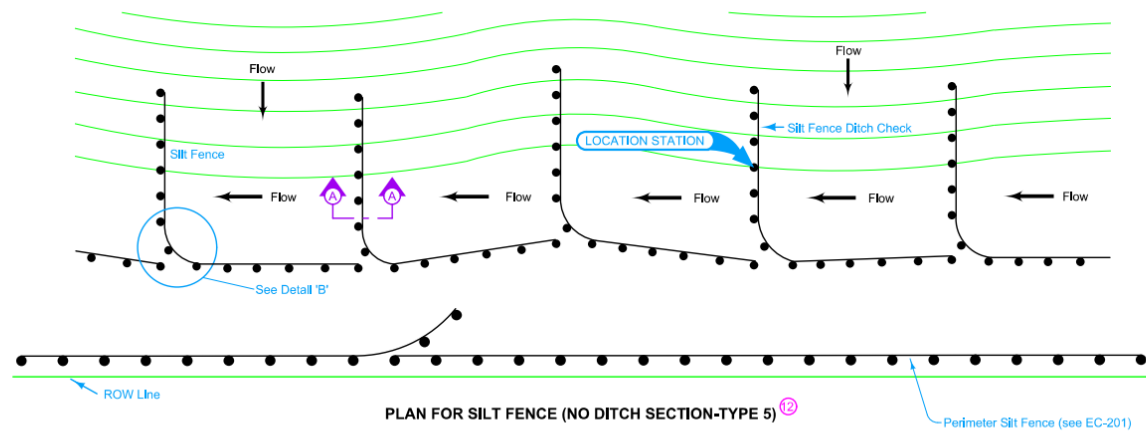 Flow
Flow
Silt Fence Ditch Check
LOCATION STATION
Silt Fence
A
A
Flow
Flow
Flow
Flow
Flow
See Detail 'B'
ROW Line
PLAN FOR SILT FENCE (NO DITCH SECTION-TYPE 5) 12
Perimeter Silt Fence (see EC-201)